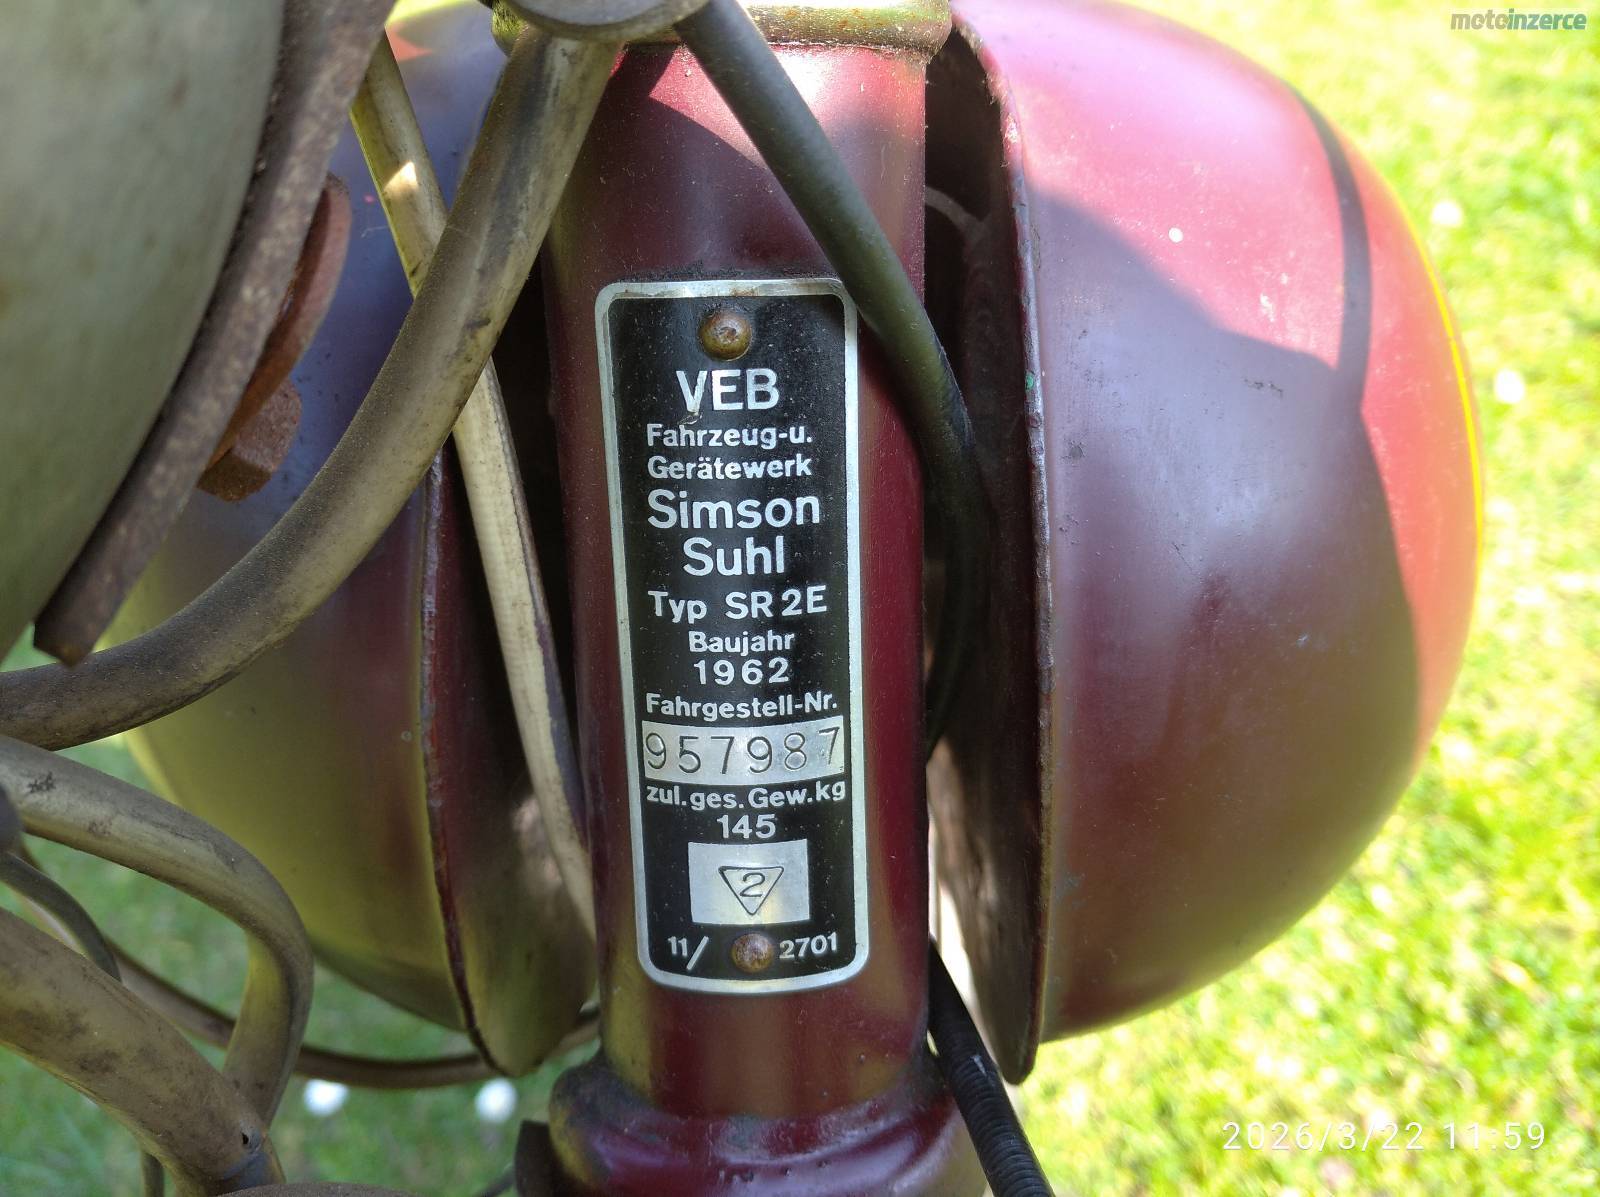 motoinzerce
VEB
Fahrzeug-u.
Gerätewerk
Simson
Suhl
Typ SR2E
Baujahr
1962
Fahrgestell-Nr.
957987
zul.ges.Gew.kg
145
2
11/ 2701
2026/3/22 11:59